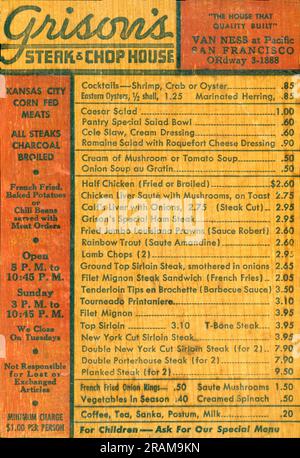 Grison's
STEAK & CHOP HOUSE
"THE HOUSE THAT
QUALITY BUILT"
VAN NESS at Pacific
SAN FRANCISCO
ORdway 3-1888
KANSAS CITY
CORN FED
MEATS
ALL STEAKS
CHARCOAL
BROILED
French Fried,
Baked Potatoes
or
Chili Beans
served with
Meat Orders
Open
5 P. M. to
10:45 P. M.
Sunday
3 P. M. to
10:45 P. M.
We Close
On Tuesdays
Not Responsible
for Lost or
Exchanged
Articles
MINIMUM CHARGE
$1.00 PER PERSON
Cocktails—Shrimp, Crab or Oyster .85
Eastern Oysters, ½ shell, 1.25 Marinated Herring, .85
Caesar Salad 1.00
Pantry Special Salad Bowl .60
Cole Slaw, Cream Dressing .60
Romaine Salad with Roquefort Cheese Dressing .90
Cream of Mushroom or Tomato Soup .50
Onion Soup au Gratin .50
Half Chicken (Fried or Broiled) $2.60
Chicken Liver Saute with Mushrooms, on Toast 2.75
Calf's Liver with Onions, 2.75 (Steak Cut) 2.95
Grison's Special Ham Steak 2.95
Fried Jumbo Louisiana Prawns (Sauce Robert) 2.60
Rainbow Trout (Saute Amandine) 2.60
Lamb Chops (2) 2.95
Ground Top Sirloin Steak, smothered in onions 2.65
Filet Mignon Steak Sandwich (French Fries) 2.85
Tenderloin Tips en Brochette (Barbecue Sauce) 3.50
Tournedo Printaniere 3.10
Filet Mignon 3.95
Top Sirloin 3.10 T-Bone Steak 3.95
New York Cut Sirloin Steak 3.95
Double New York Cut Sirloin Steak (for 2) 7.90
Double Porterhouse Steak (for 2) 7.90
Planked Steak (for 2) 9.50
French Fried Onion Rings .50 Saute Mushrooms 1.50
Vegetables In Season .40 Creamed Spinach .50
Coffee, Tea, Sanka, Postum, Milk .20
For Children—Ask For Our Special Menu
alamy
Image ID: 2RAM9KN
www.alamy.com